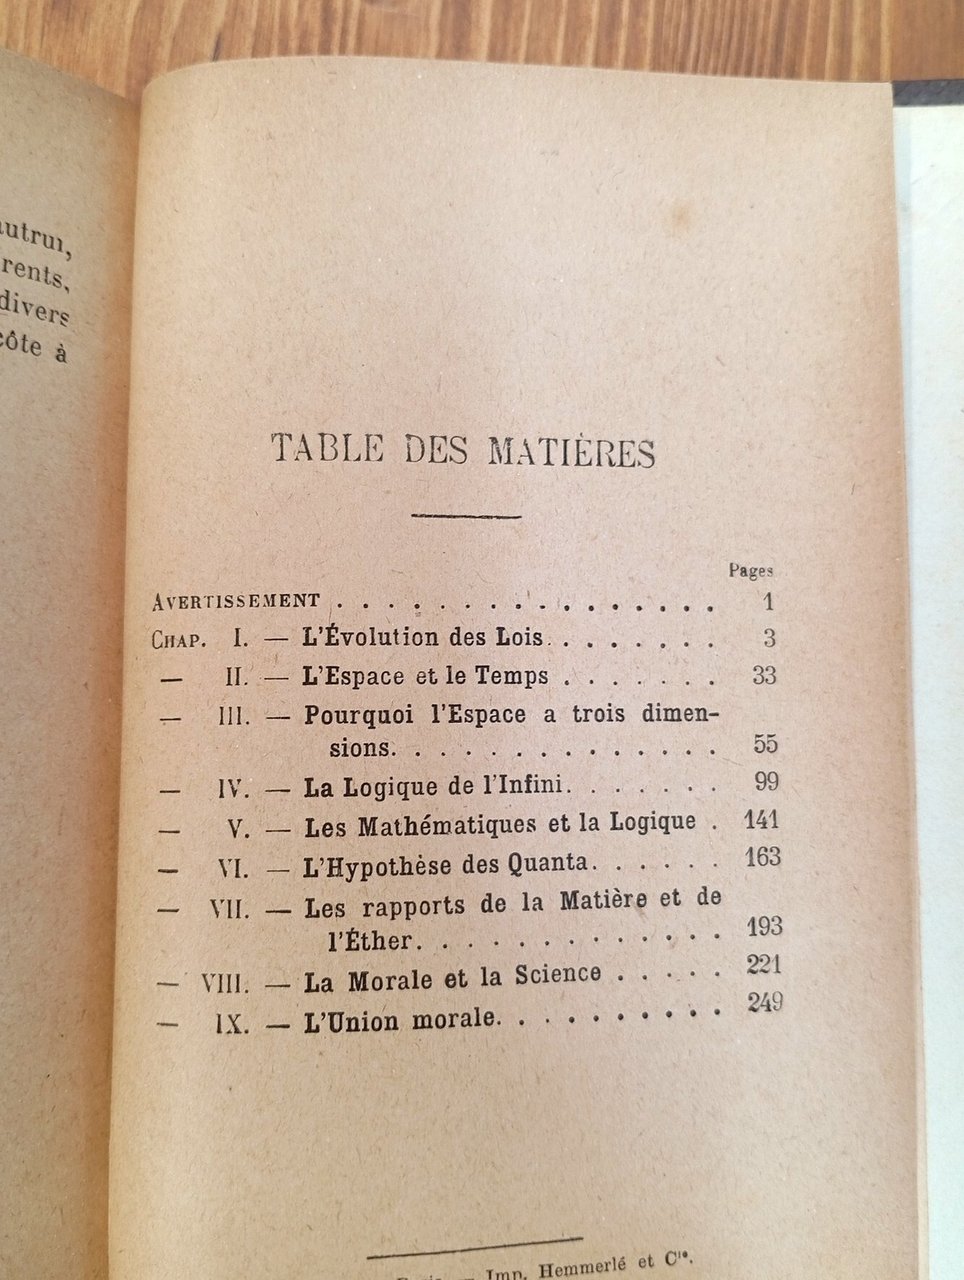 autrui,
rents,
divers
côte à
TABLE DES MATIÈRES
Pages
AVERTISSEMENT . . . . . . . . . . . . . . . . 1
CHAP. I. — L'Évolution des Lois. . . . . . . . 3
— II. — L'Espace et le Temps . . . . . . . 33
— III. — Pourquoi l'Espace a trois dimen-
sions. . . . . . . . . . . . . . 55
— IV. — La Logique de l'Infini. . . . . . . 99
— V. — Les Mathématiques et la Logique . 141
— VI. — L'Hypothèse des Quanta. . . . . . 163
— VII. — Les rapports de la Matière et de
l'Éther. . . . . . . . . . . . . 193
— VIII. — La Morale et la Science . . . . . 221
— IX. — L'Union morale. . . . . . . . . . 249
— Imp. Hemmerlé et Cie.